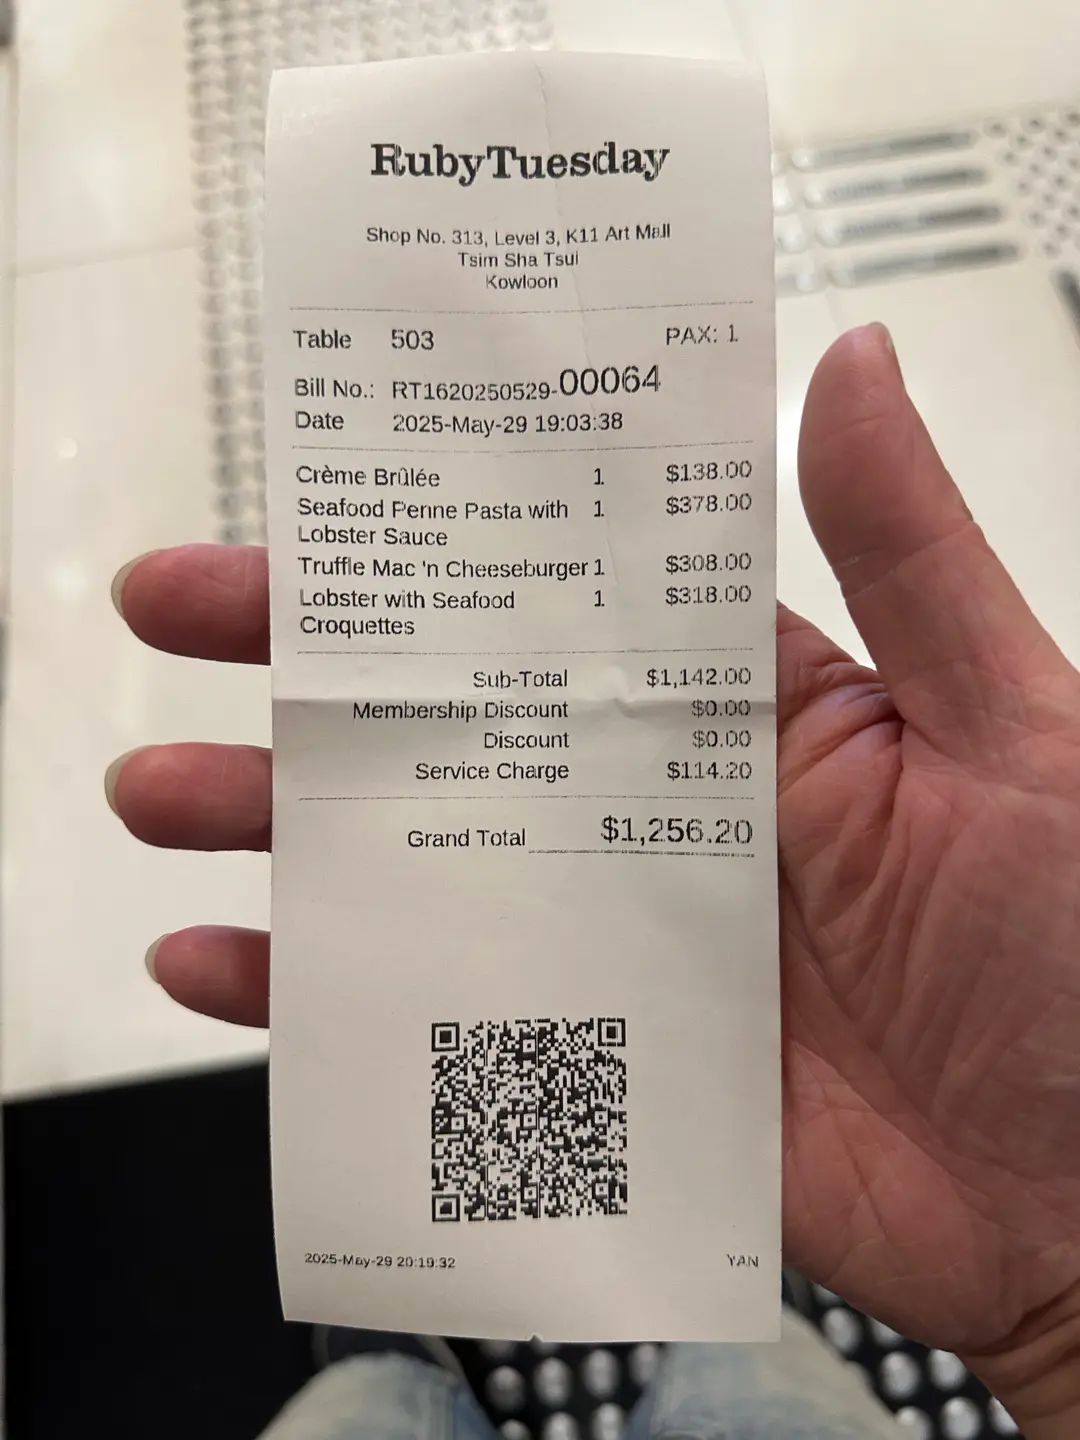 RubyTuesday
Shop No. 313, Level 3, K11 Art Mall
Tsim Sha Tsui
Kowloon
Table 503 PAX: 1
Bill No.: RT1620250529-00064
Date 2025-May-29 19:03:38
Crème Brûlée 1 $138.00
Seafood Penne Pasta with 1 $378.00
Lobster Sauce
Truffle Mac 'n Cheeseburger 1 $308.00
Lobster with Seafood 1 $318.00
Croquettes
Sub-Total $1,142.00
Membership Discount $0.00
Discount $0.00
Service Charge $114.20
Grand Total $1,256.20
2025-May-29 20:19:32 YAN